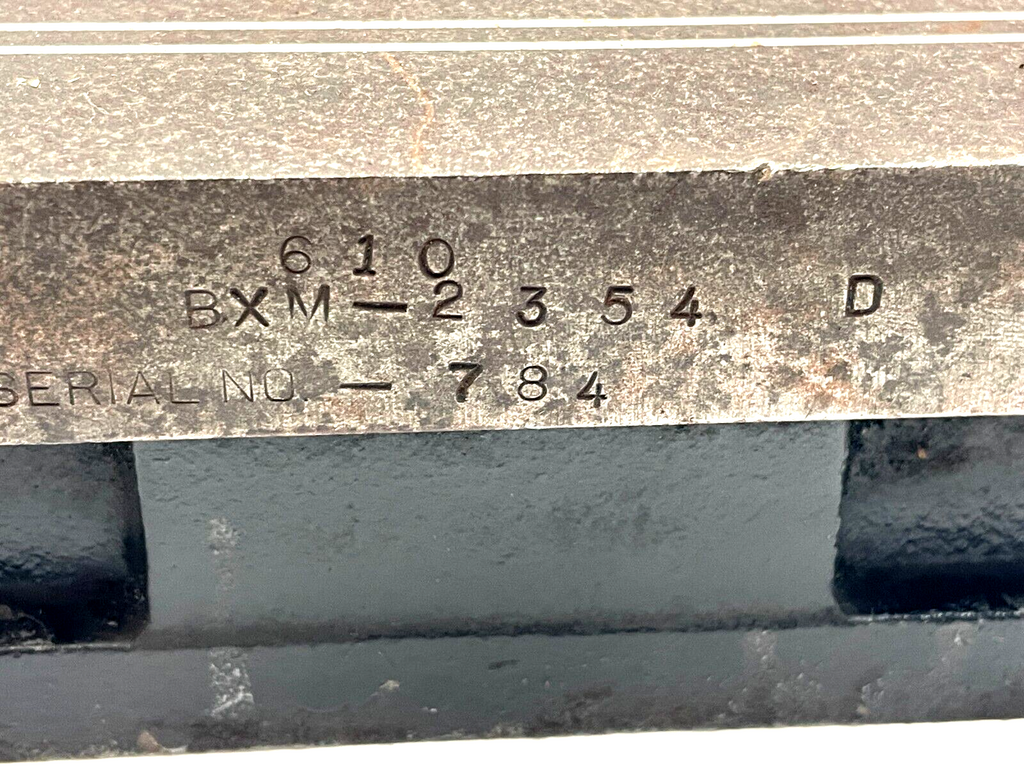 610
BXM-2354 D
SERIAL NO. - 784